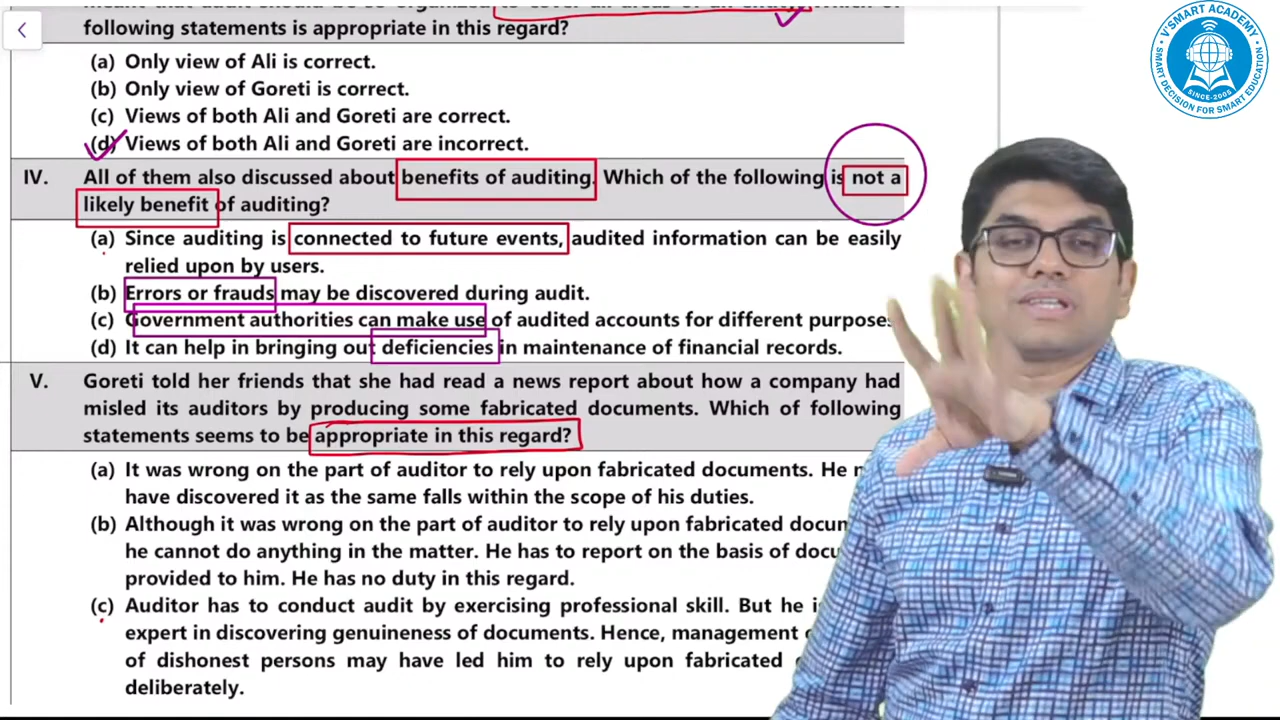 following statements is appropriate in this regard?
(a) Only view of Ali is correct.
(b) Only view of Goreti is correct.
(c) Views of both Ali and Goreti are correct.
(d) Views of both Ali and Goreti are incorrect.
IV. All of them also discussed about benefits of auditing. Which of the following is not a
likely benefit of auditing?
(a) Since auditing is connected to future events, audited information can be easily
relied upon by users.
(b) Errors or frauds may be discovered during audit.
(c) Government authorities can make use of audited accounts for different purposes
(d) It can help in bringing out deficiencies in maintenance of financial records.
V. Goreti told her friends that she had read a news report about how a company had
misled its auditors by producing some fabricated documents. Which of following
statements seems to be appropriate in this regard?
(a) It was wrong on the part of auditor to rely upon fabricated documents. He
have discovered it as the same falls within the scope of his duties.
(b) Although it was wrong on the part of auditor to rely upon fabricated
he cannot do anything in the matter. He has to report on the basis of
provided to him. He has no duty in this regard.
(c) Auditor has to conduct audit by exercising professional skill. But he
expert in discovering genuineness of documents. Hence, management
of dishonest persons may have led him to rely upon fabricated
deliberately.
V'SMART ACADEMY
SINCE-2005
SMART DECISION FOR SMART EDUCATION